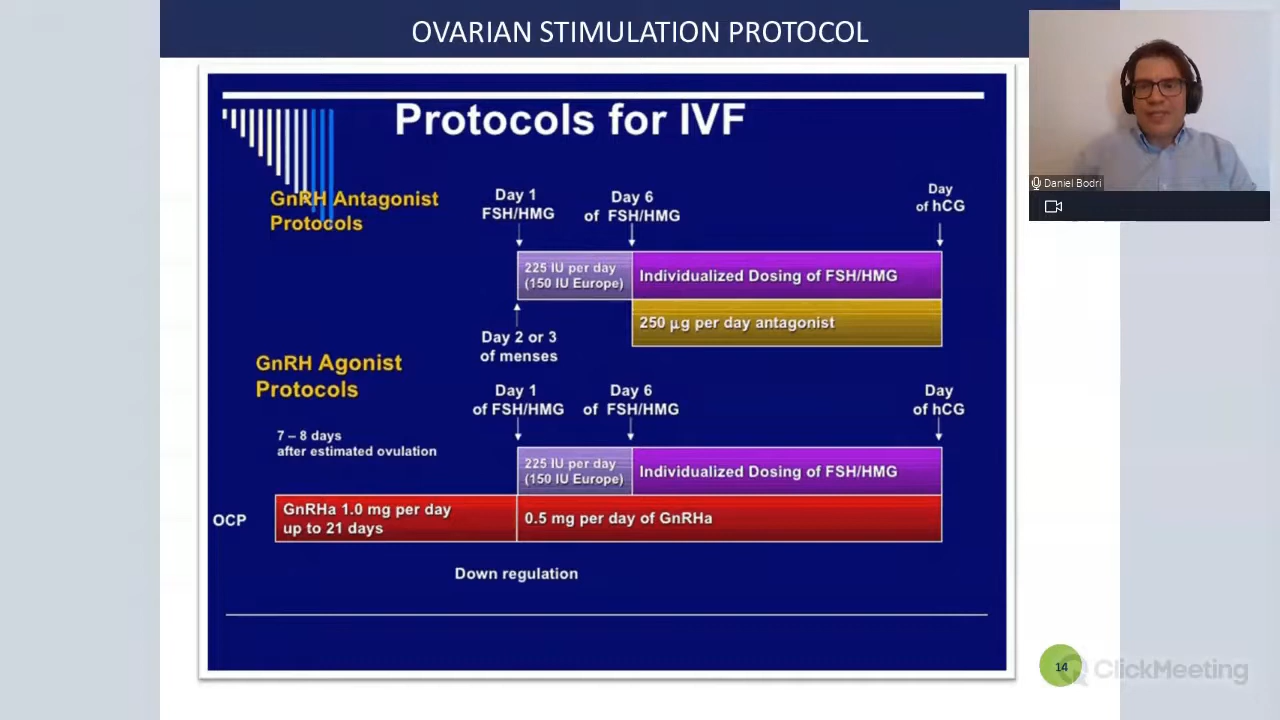 OVARIAN STIMULATION PROTOCOL
Protocols for IVF
GnRH Antagonist
Protocols
Day 1
FSH/HMG
Day 6
of FSH/HMG
Day
of hCG
225 IU per day
(150 IU Europe)
Individualized Dosing of FSH/HMG
250 μg per day antagonist
Day 2 or 3
of menses
GnRH Agonist
Protocols
Day 1
of FSH/HMG
Day 6
of FSH/HMG
Day
of hCG
7 – 8 days
after estimated ovulation
225 IU per day
(150 IU Europe)
Individualized Dosing of FSH/HMG
OCP
GnRHa 1.0 mg per day
up to 21 days
0.5 mg per day of GnRHa
Down regulation
Daniel Bodri
14
ClickMeeting